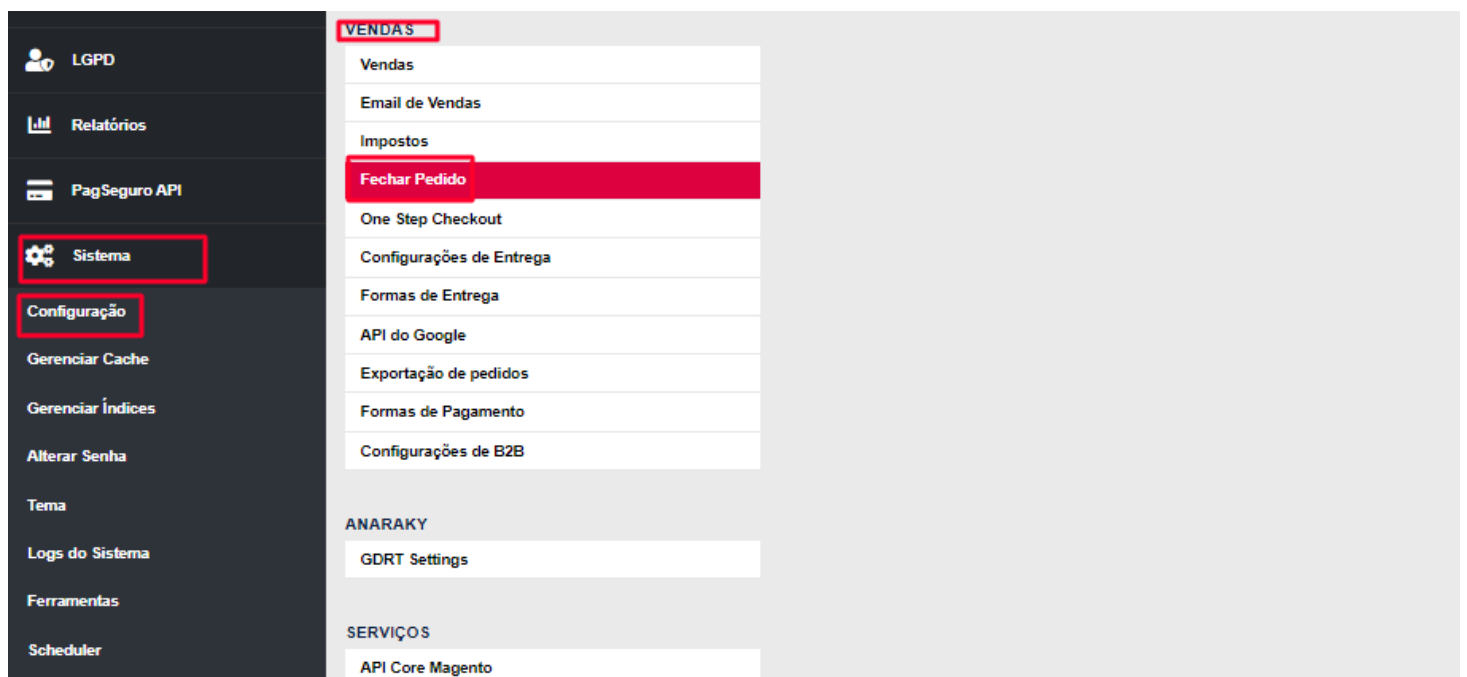 LGPD
Relatórios
PagSeguro API
Sistema
Configuração
Gerenciar Cache
Gerenciar Índices
Alterar Senha
Tema
Logs do Sistema
Ferramentas
Scheduler
VENDAS
Vendas
Email de Vendas
Impostos
Fechar Pedido
One Step Checkout
Configurações de Entrega
Formas de Entrega
API do Google
Exportação de pedidos
Formas de Pagamento
Configurações de B2B
ANARAKY
GDRT Settings
SERVIÇOS
API Core Magento